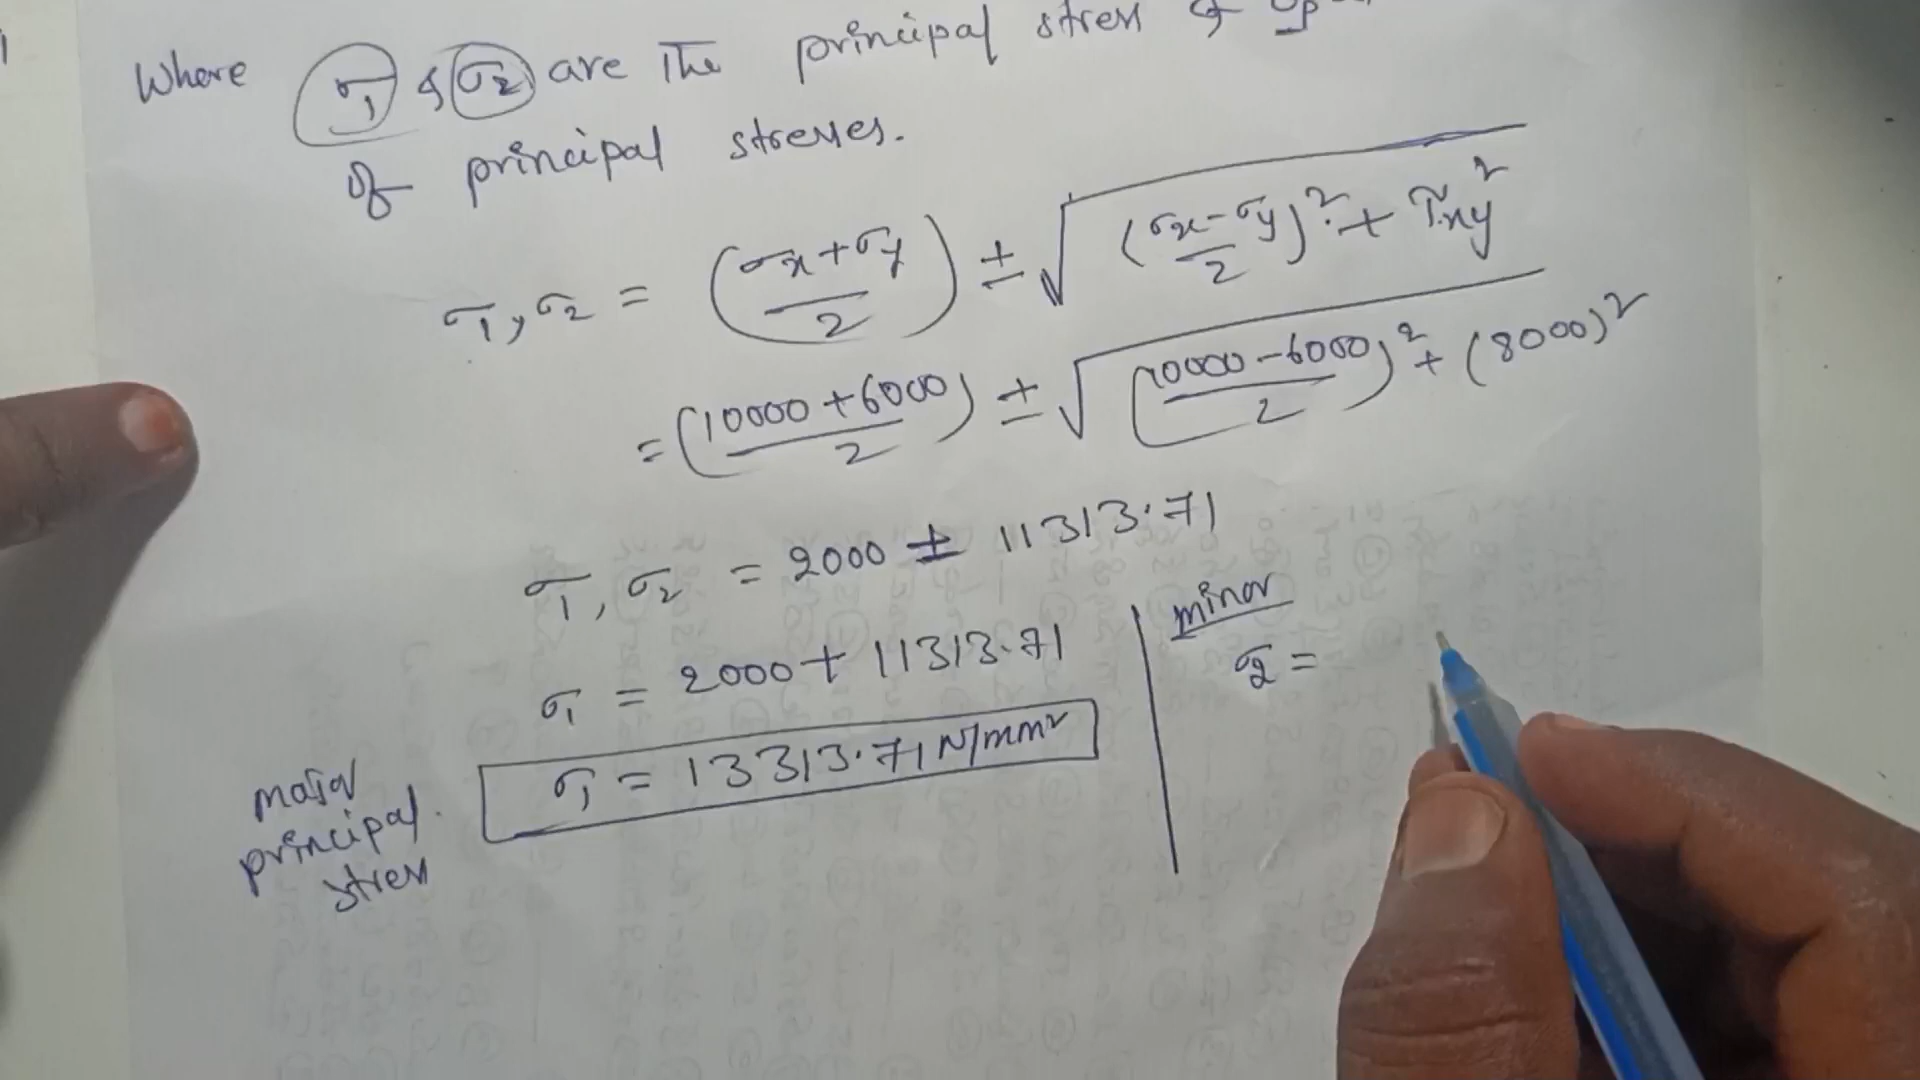 Where σ1 & σ2 are the principal stress &
of principal stresses.
σ1, σ2 = (σx+σy/2) ± √(σx-σy/2)² + τxy²
= (10000+6000/2) ± √(10000-6000/2)² + (8000)²
σ1, σ2 = 2000 ± 11313.71
σ1 = 2000 + 11313.71
σ1 = 13313.71 N/mm²
major
principal
stress
minor
σ2 =